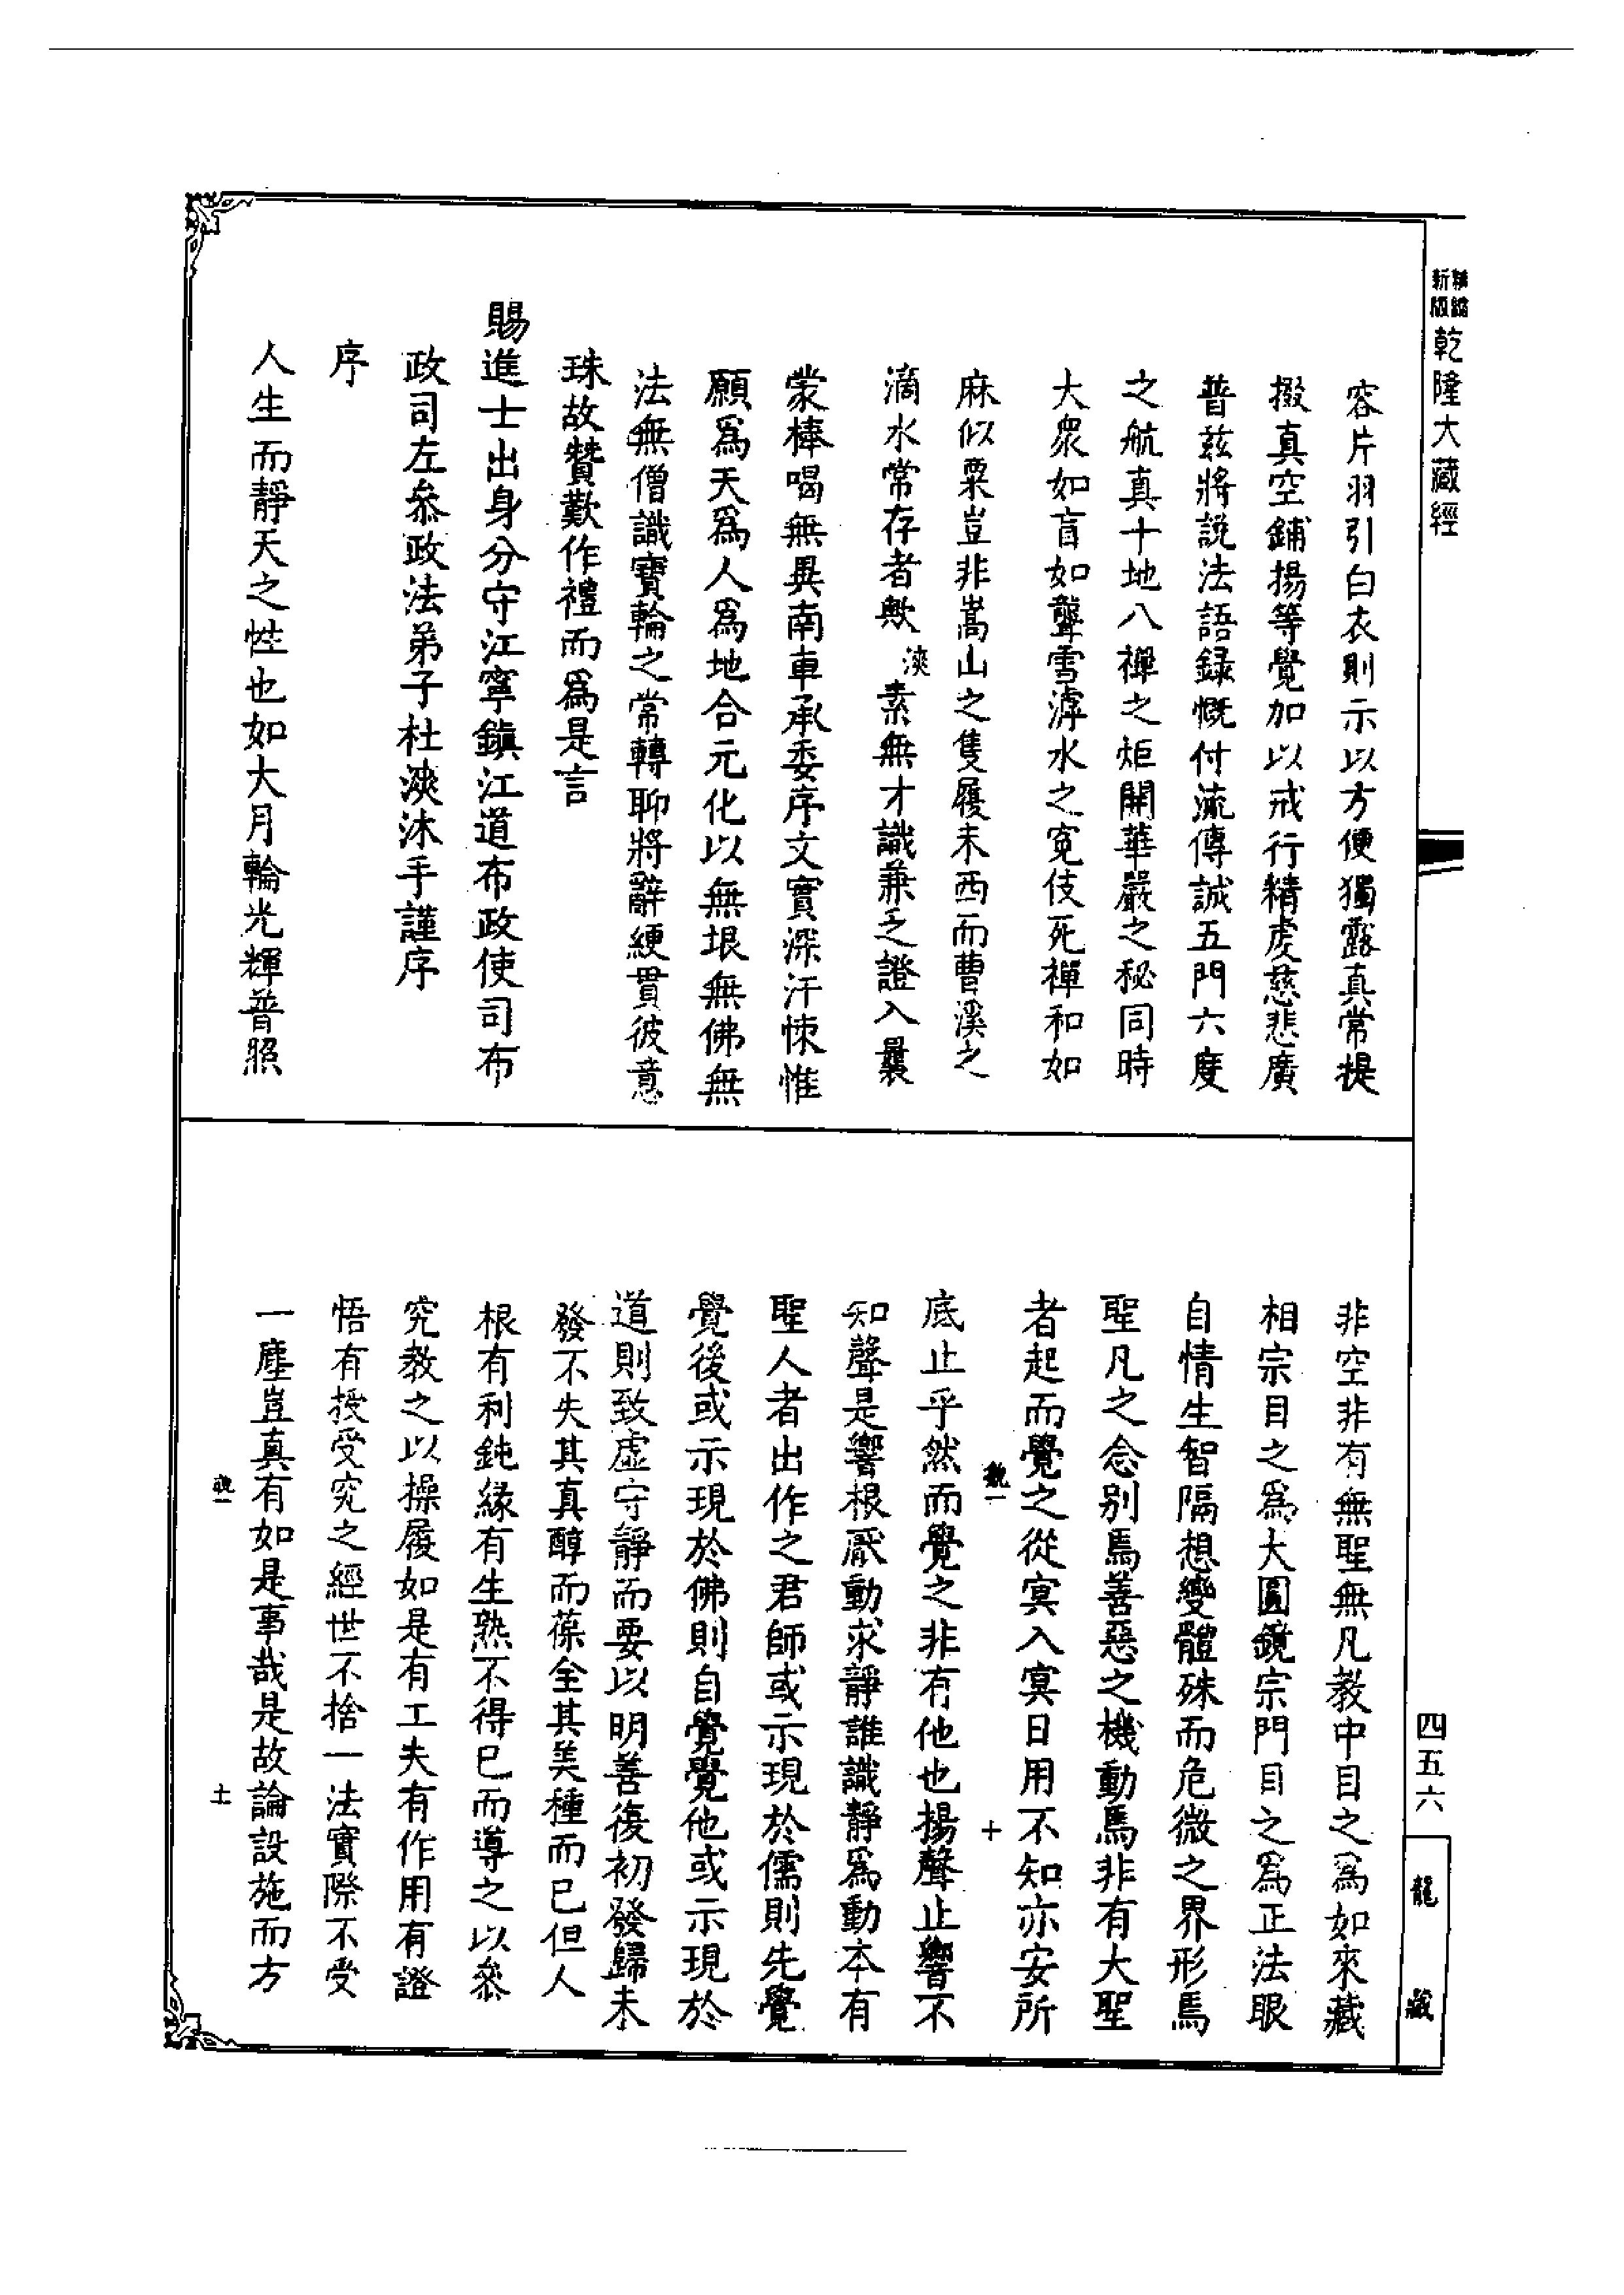 新版 精縮 乾隆大藏經
容片羽引白衣則示以方便獨露真常提
掇真空鋪揚等覺加以戒行精虔慈悲廣
普兹將説法語録慨付流傳誠五門六度
之航真十地八禪之炬開華嚴之秘同時
大衆如盲如聾雪滹水之寃伎死禪和如
麻似粟豈非嵩山之隻履未西而曹溪之
滴水常存者歟漺素無才識兼乏證入曩
蒙棒喝無異南車承委序文實深汗悚惟
願爲天爲人爲地合元化以無垠無佛無
法無僧識寶輪之常轉聊將辭綆貫彼意
珠故贊歎作禮而爲是言
賜進士出身分守江寧鎮江道布政使司布
政司左叅政法弟子杜漺沐手謹序
序
人生而靜天之性也如大月輪光輝普照
非空非有無聖無凡教中目之爲如來藏
相宗目之爲大圓鏡宗門目之爲正法眼
自情生智隔想變體殊而危微之界形焉
聖凡之念别焉善惡之機動焉非有大聖
者起而覺之從冥入冥日用不知亦安所
十
底止乎然而覺之非有他也揚聲止響不
知聲是響根厭動求靜誰識靜爲動本有
聖人者出作之君師或示現於儒則先覺
覺後或示現於佛則自覺覺他或示現於
道則致虛守靜而要以明善復初發歸未
發不失其真醇而葆全其美種而已但人
根有利鈍緣有生熟不得已而導之以叅
究教之以操履如是有工夫有作用有證
悟有授受究之經世不捨一法實際不受
一塵豈真有如是事哉是故論設施而方
十一
四五六
龍藏